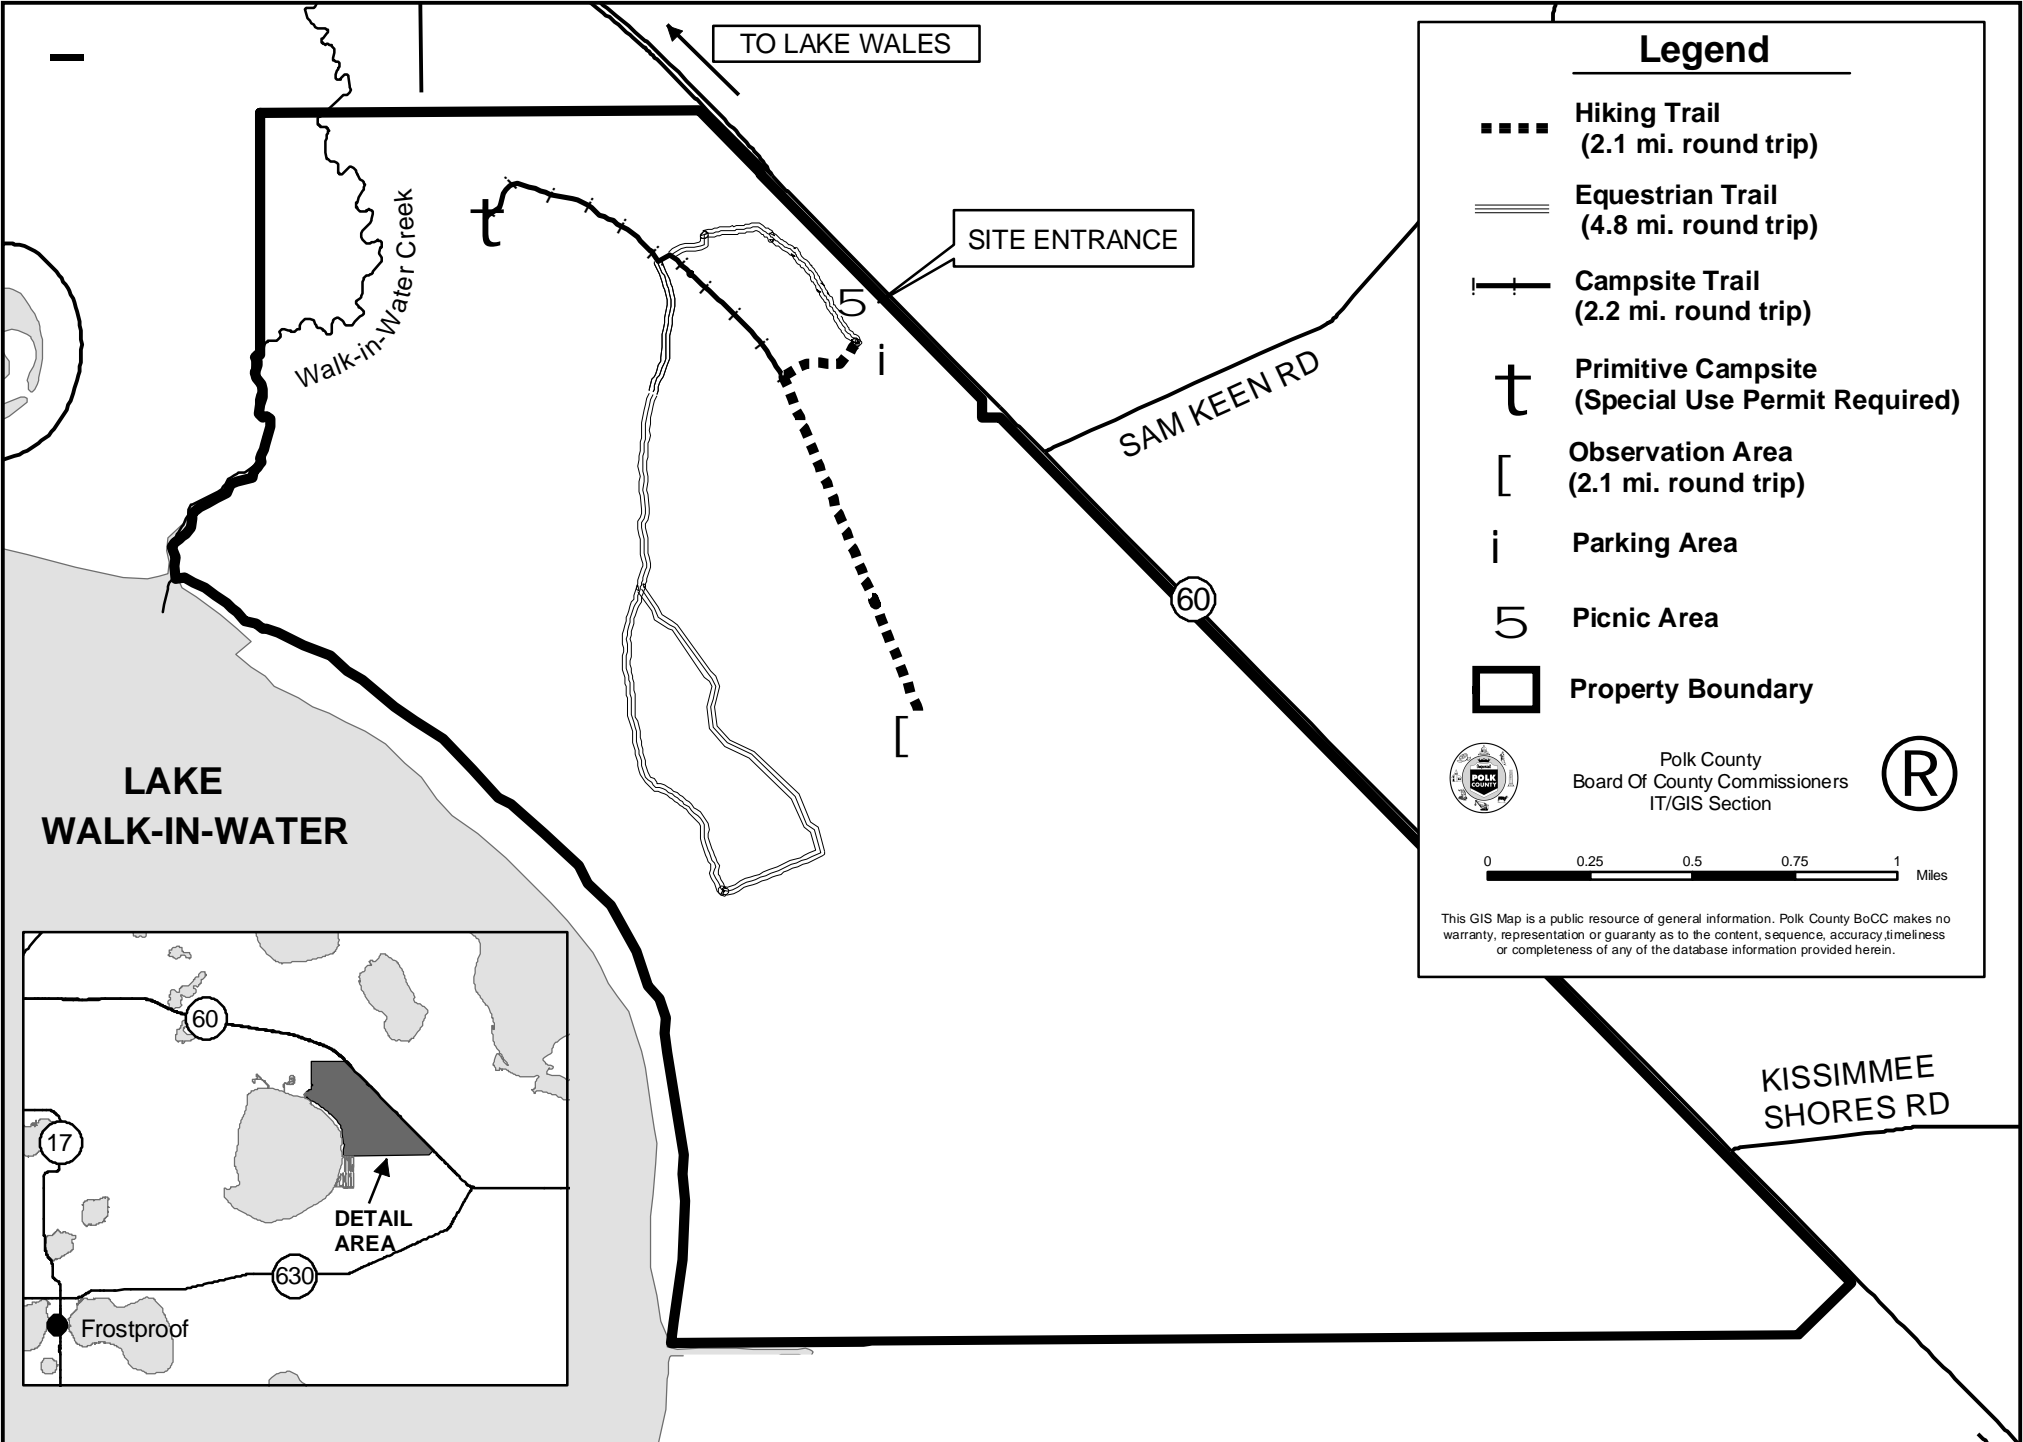 TO LAKE WALES
SITE ENTRANCE
Walk-in-Water Creek
SAM KEEN RD
60
t
5
i
[
LAKE
WALK-IN-WATER
KISSIMMEE
SHORES RD
Legend
Hiking Trail
(2.1 mi. round trip)
Equestrian Trail
(4.8 mi. round trip)
Campsite Trail
(2.2 mi. round trip)
t
Primitive Campsite
(Special Use Permit Required)
[
Observation Area
(2.1 mi. round trip)
i Parking Area
5 Picnic Area
Property Boundary
POLK
COUNTY
Polk County
Board Of County Commissioners
IT/GIS Section
R
0 0.25 0.5 0.75 1
Miles
This GIS Map is a public resource of general information. Polk County BoCC makes no
warranty, representation or guaranty as to the content, sequence, accuracy,timeliness
or completeness of any of the database information provided herein.
60
17
DETAIL
AREA
630
Frostproof